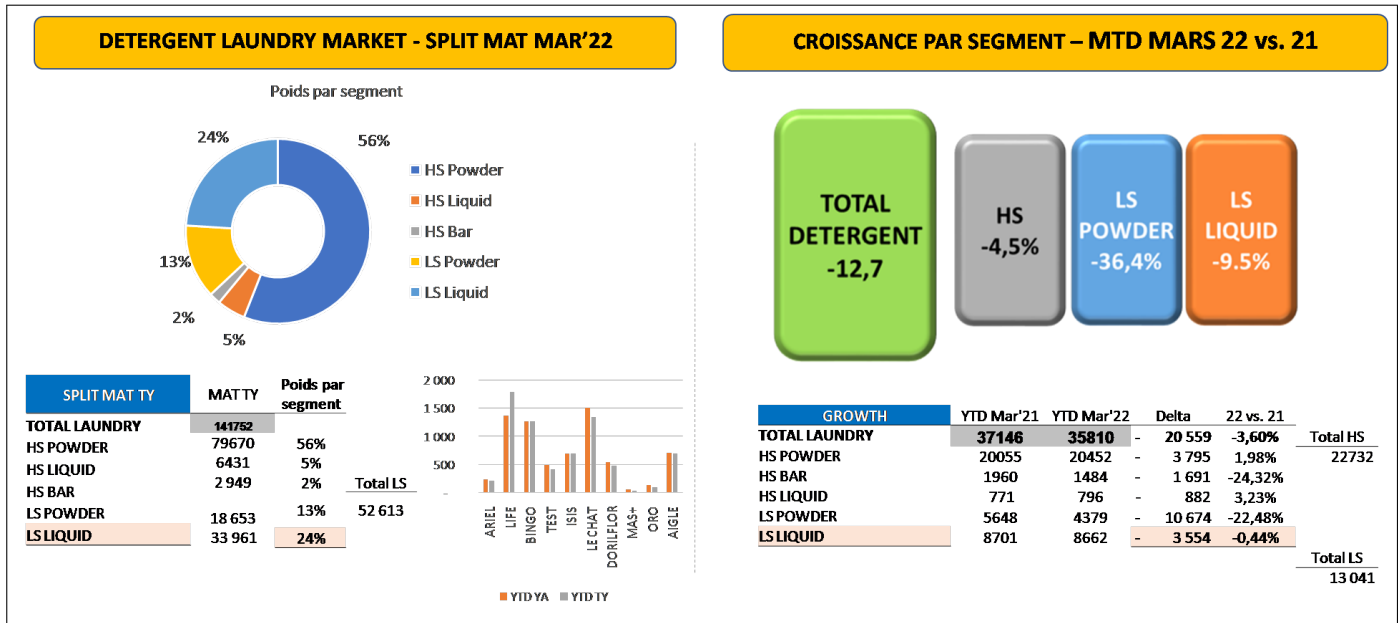 DETERGENT LAUNDRY MARKET - SPLIT MAT MAR'22
Poids par segment
24%
56%
13%
2%
5%
HS Powder
HS Liquid
HS Bar
LS Powder
LS Liquid
SPLIT MAT TY MAT TY Poids par segment
TOTAL LAUNDRY 141752
HS POWDER 79670 56%
HS LIQUID 6431 5%
HS BAR 2 949 2% Total LS
LS POWDER 18 653 13% 52 613
LS LIQUID 33 961 24%
2 000
1 500
1 000
500
-
ARIEL
LIFE
BINGO
TEST
ISIS
LE CHAT
DORILFLOR
MAS+
ORO
AIGLE
YTD YA YTD TY
CROISSANCE PAR SEGMENT – MTD MARS 22 vs. 21
TOTAL
DETERGENT
-12,7
HS
-4,5%
LS
POWDER
-36,4%
LS
LIQUID
-9.5%
GROWTH YTD Mar'21 YTD Mar'22 Delta 22 vs. 21
TOTAL LAUNDRY 37146 35810 - 20 559 -3,60% Total HS
HS POWDER 20055 20452 - 3 795 1,98% 22732
HS BAR 1960 1484 - 1 691 -24,32%
HS LIQUID 771 796 - 882 3,23%
LS POWDER 5648 4379 - 10 674 -22,48%
LS LIQUID 8701 8662 - 3 554 -0,44%
Total LS
13 041